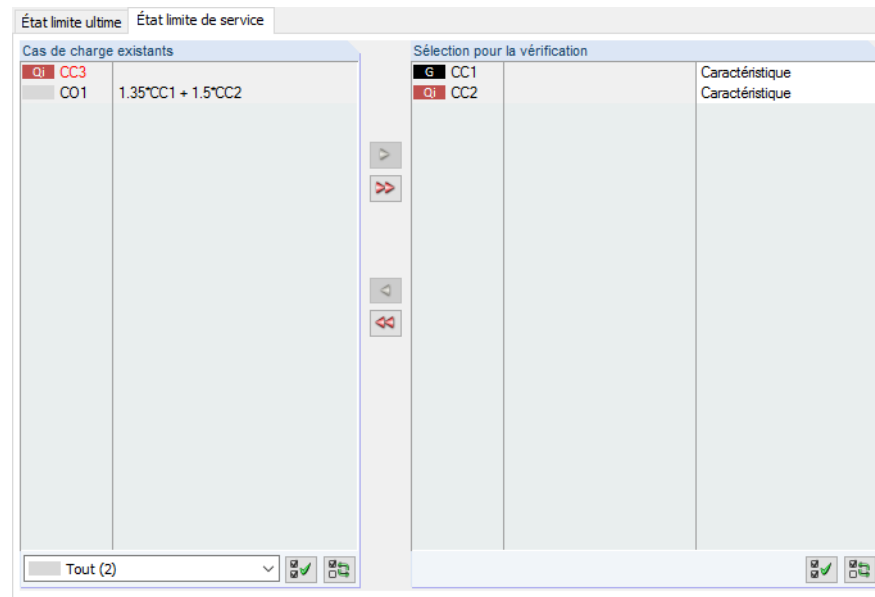 État limite ultime État limite de service
Cas de charge existants Sélection pour la vérification
Qi CC3 G CC1 Caractéristique
CO1 1.35*CC1 + 1.5*CC2 Qi CC2 Caractéristique
Tout (2)